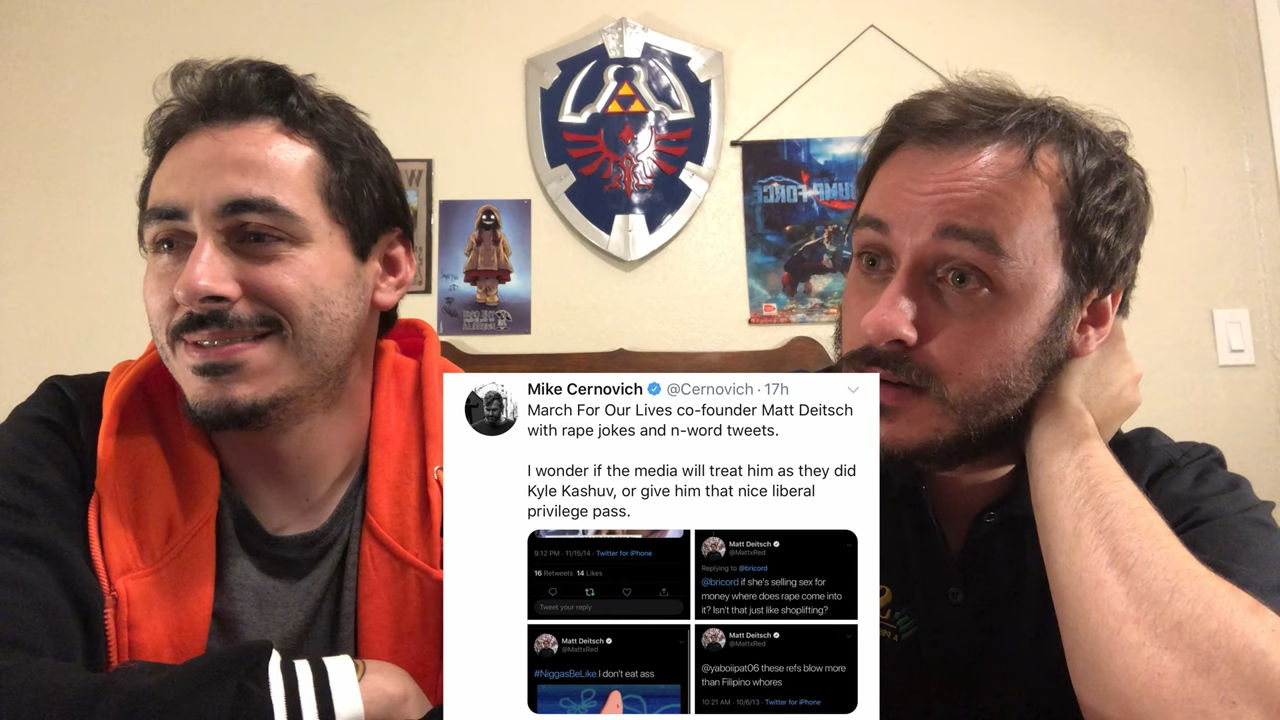 JUMP FORCE
Mike Cernovich @Cernovich · 17h
March For Our Lives co-founder Matt Deitsch
with rape jokes and n-word tweets.
I wonder if the media will treat him as they did
Kyle Kashuv, or give him that nice liberal
privilege pass.
9:12 PM · 11/15/14 · Twitter for iPhone
16 Retweets 14 Likes
Tweet your reply
Matt Deitsch
@MattxRed
Replying to @bricord
@bricord if she's selling sex for
money where does rape come into
it? Isn't that just like shoplifting?
Matt Deitsch
@MattxRed
#NiggasBeLike I don't eat ass
Matt Deitsch
@MattxRed
@yaboiipat06 these refs blow more
than Filipino whores
10:21 AM · 10/6/13 · Twitter for iPhone